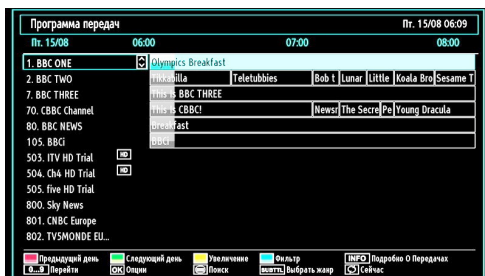 Программа передач Пт. 15/08 06:09
Пт. 15/08 06:00 07:00 08:00
1. BBC ONE Olympics Breakfast
2. BBC TWO Tikkabilla Teletubbies Bob t Lunar Little Koala Bro Sesame T
7. BBC THREE This is BBC THREE
70. CBBC Channel This is CBBC! Newsr The Secre Pe Young Dracula
80. BBC NEWS Breakfast
105. BBCi BBCi
503. ITV HD Trial HD
504. Ch4 HD Trial HD
505. five HD Trial
800. Sky News
801. CNBC Europe
802. TV5MONDE EU...
Предыдущий день Следующий день Увеличение Фильтр INFO Подробно О Передачах
0...9 Перейти OK Опции Поиск SUBTTL Выбрать жанр Сейчас